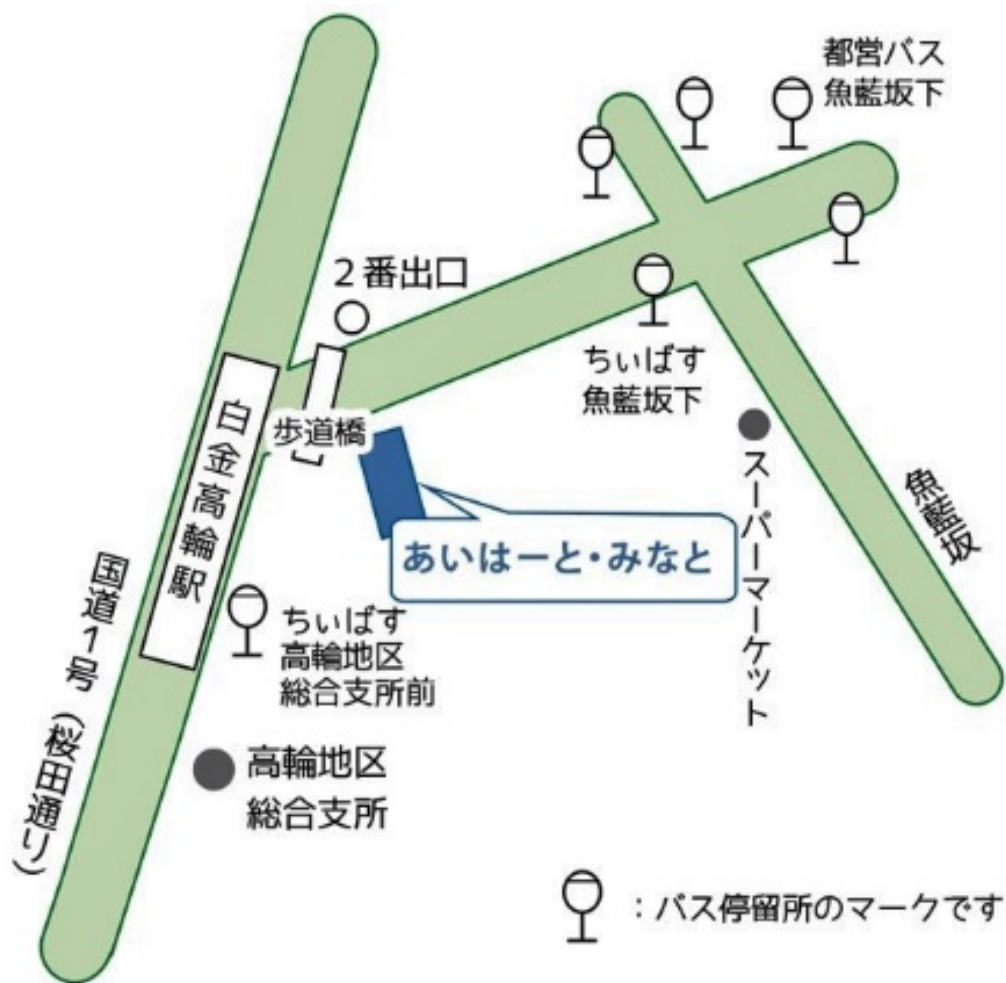 都営バス
魚藍坂下
２番出口
ちぃばす
魚藍坂下
白金高輪駅
歩道橋
あいはーと・みなと
スーパーマーケット
魚藍坂
国道１号（桜田通り）
ちぃばす
高輪地区
総合支所前
高輪地区
総合支所
：バス停留所のマークです